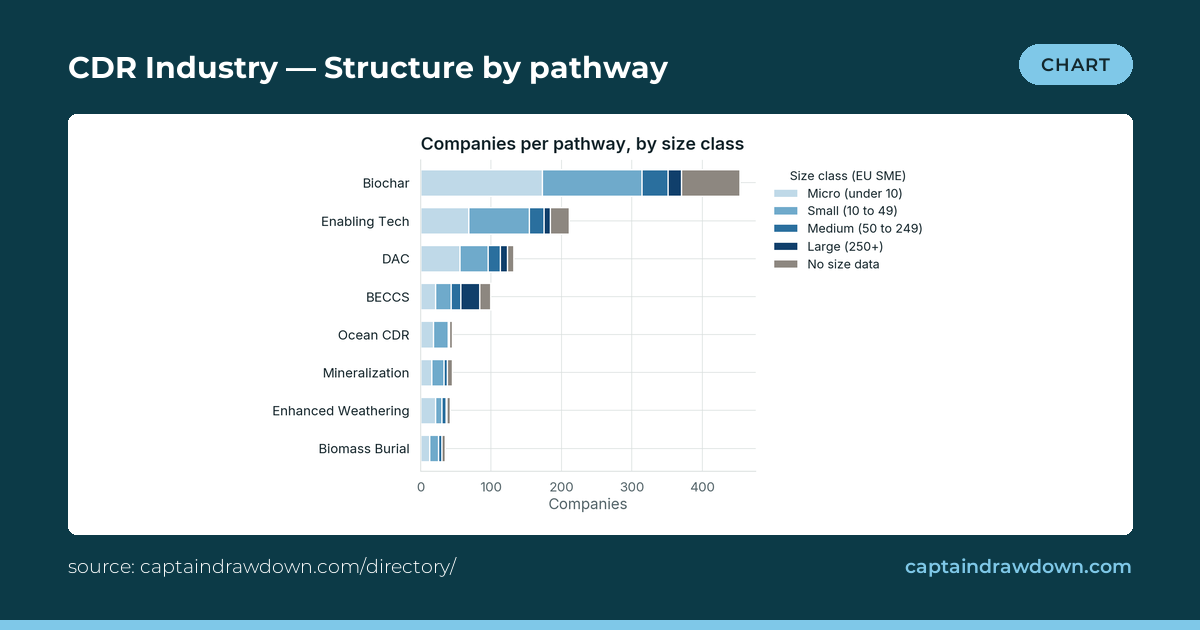 CDR Industry — Structure by pathway
CHART
Companies per pathway, by size class
Biochar
Enabling Tech
DAC
BECCS
Ocean CDR
Mineralization
Enhanced Weathering
Biomass Burial
0 100 200 300 400
Companies
Size class (EU SME)
Micro (under 10)
Small (10 to 49)
Medium (50 to 249)
Large (250+)
No size data
source: captaindrawdown.com/directory/
captaindrawdown.com